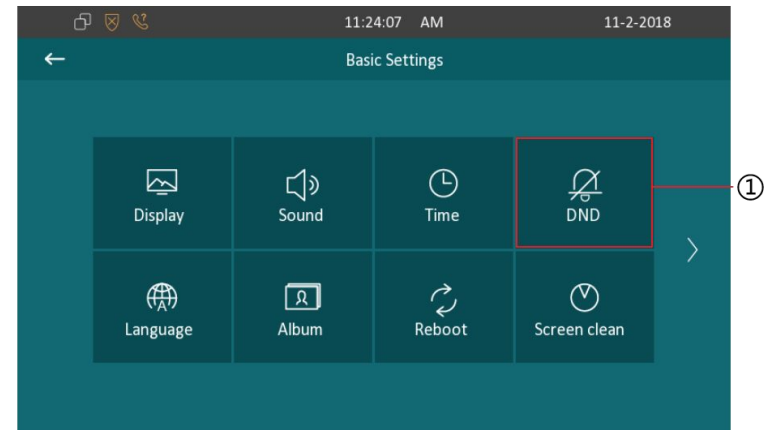 11:24:07 AM 11-2-2018
Basic Settings
Display Sound Time DND
①
Language Album Reboot Screen clean